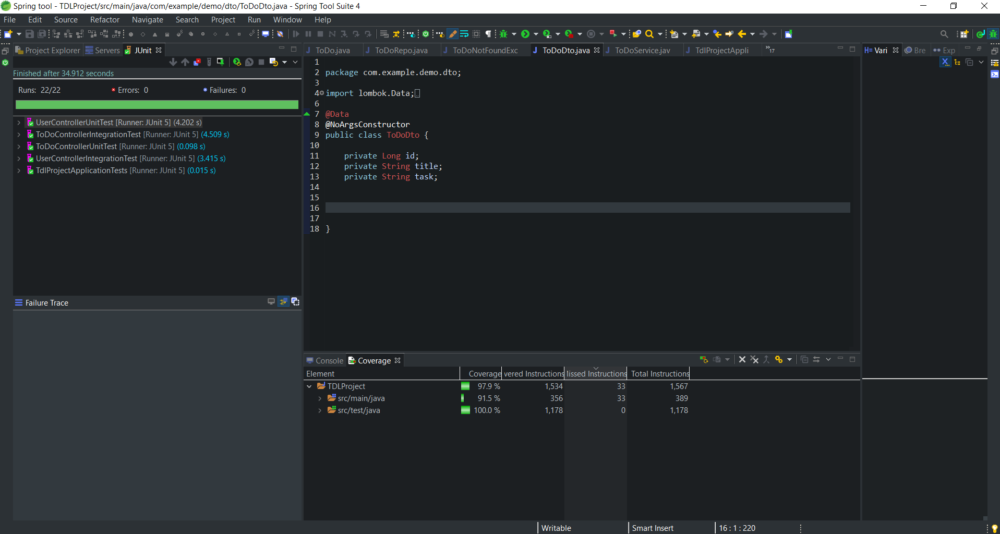 Spring tool - TDLProject/src/main/java/com/example/demo/dto/ToDoDto.java - Spring Tool Suite 4
File Edit Source Refactor Navigate Search Project Run Window Help
Project Explorer Servers JUnit
Finished after 34.912 seconds
Runs: 22/22 Errors: 0 Failures: 0
UserControllerUnitTest [Runner: JUnit 5] (4.202 s)
ToDoControllerIntegrationTest [Runner: JUnit 5] (4.509 s)
ToDoControllerUnitTest [Runner: JUnit 5] (0.098 s)
UserControllerIntegrationTest [Runner: JUnit 5] (3.415 s)
TdlProjectApplicationTests [Runner: JUnit 5] (0.015 s)
Failure Trace
ToDo.java ToDoRepo.java ToDoNotFoundExc ToDoDto.java ToDoService.jav TdlProjectAppli »17
1
2 package com.example.demo.dto;
3
4 import lombok.Data;
6
7 @Data
8 @NoArgsConstructor
9 public class ToDoDto {
10
11 private Long id;
12 private String title;
13 private String task;
14
15
16
17
18 }
Vari Bre Exp
Console Coverage
Element Coverage vered Instructions lissed Instructions Total Instructions
TDLProject 97.9 % 1,534 33 1,567
src/main/java 91.5 % 356 33 389
src/test/java 100.0 % 1,178 0 1,178
Writable Smart Insert 16 : 1 : 220